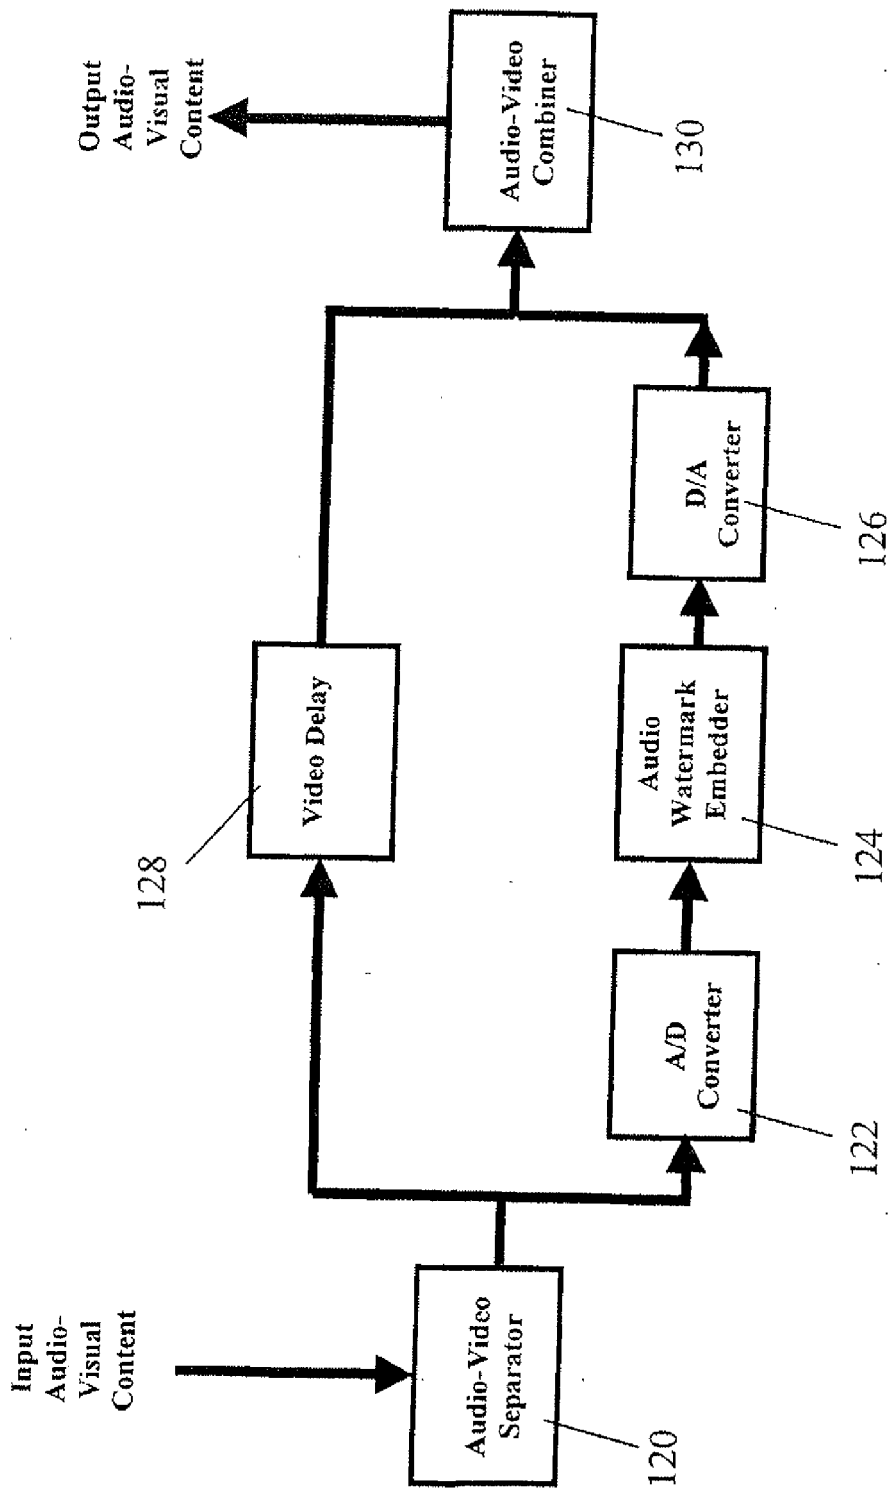 Input
Audio-
Visual
Content
Audio-Video
Separator
120
128
Video Delay
A/D
Converter
122
Audio
Watermark
Embedder
124
D/A
Converter
126
Audio-Video
Combiner
130
Output
Audio-
Visual
Content